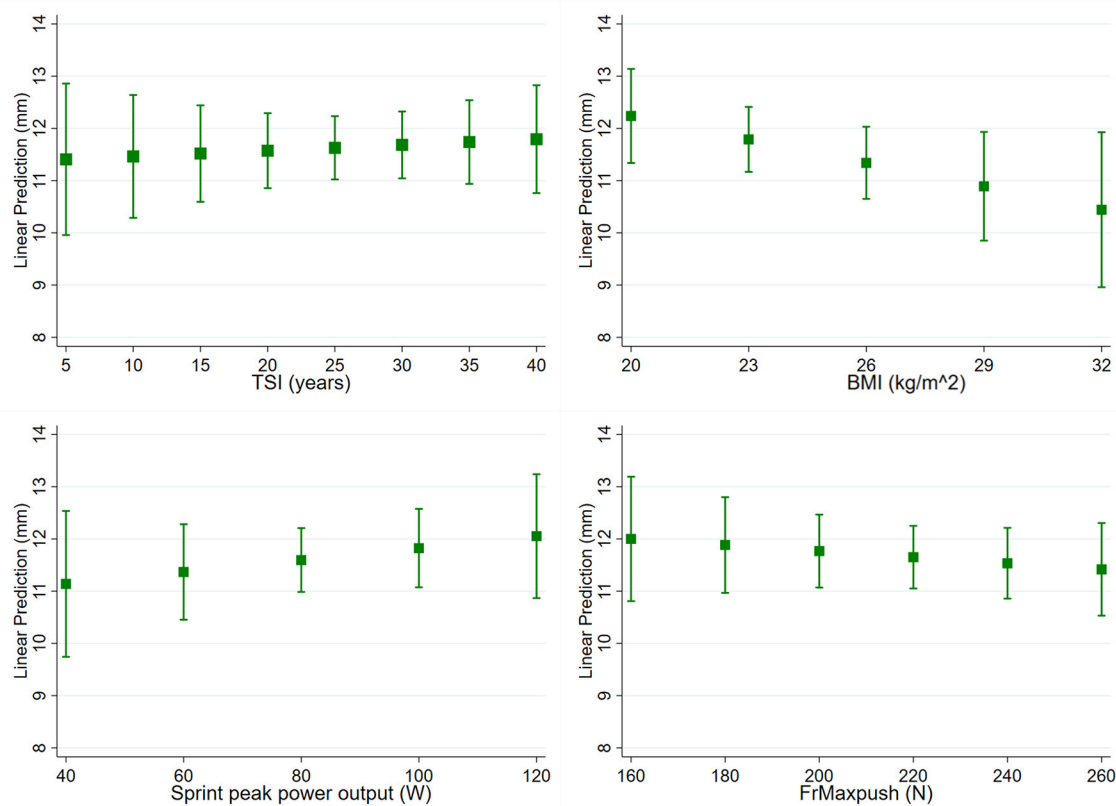 14
13
12
11
10
9
8
Linear Prediction (mm)
5 10 15 20 25 30 35 40
TSI (years)
14
13
12
11
10
9
8
Linear Prediction (mm)
20 23 26 29 32
BMI (kg/m^2)
14
13
12
11
10
9
8
Linear Prediction (mm)
40 60 80 100 120
Sprint peak power output (W)
14
13
12
11
10
9
8
Linear Prediction (mm)
160 180 200 220 240 260
FrMaxpush (N)